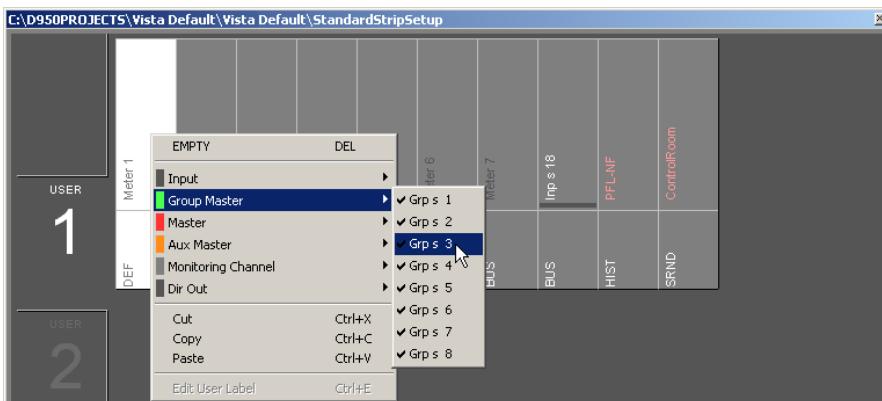 C:\D950PROJECTS\Vista Default\Vista Default\StandardStripSetup
USER
1
USER
2
Meter 1
DEF
Meter 7
BUS
Inp s 18
BUS
PFL-NF
HIST
ControlRoom
SRND
EMPTY DEL
Input
Group Master
Master
Aux Master
Monitoring Channel
Dir Out
Cut Ctrl+X
Copy Ctrl+C
Paste Ctrl+V
Edit User Label Ctrl+E
Grp s 1
Grp s 2
Grp s 3
Grp s 4
Grp s 5
Grp s 6
Grp s 7
Grp s 8